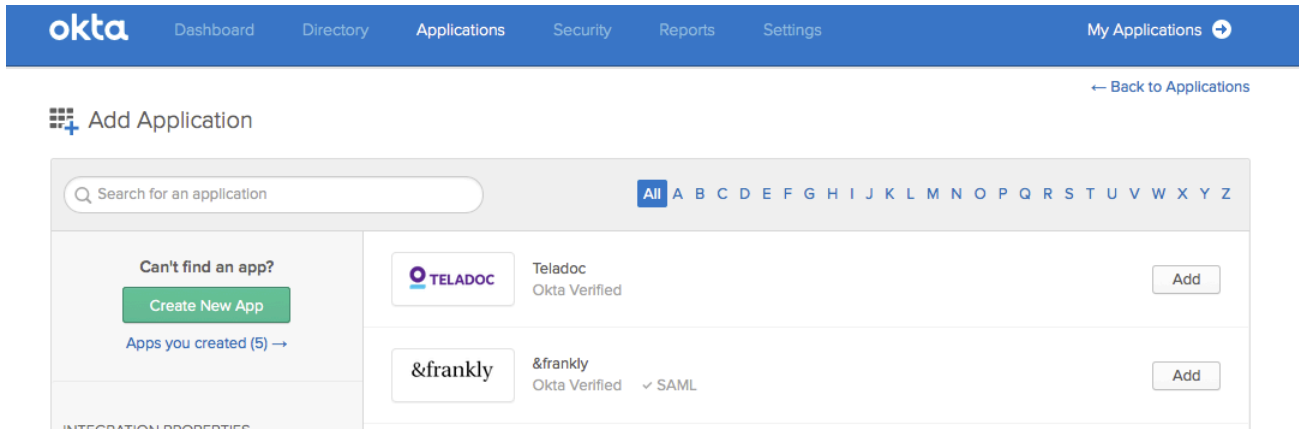 okta Dashboard Directory Applications Security Reports Settings My Applications
← Back to Applications
Add Application
Search for an application
All A B C D E F G H I J K L M N O P Q R S T U V W X Y Z
Can't find an app?
Create New App
Apps you created (5) →
INTEGRATION PROPERTIES
TELADOC
Teladoc
Okta Verified
Add
&frankly
&frankly
Okta Verified ✓ SAML
Add